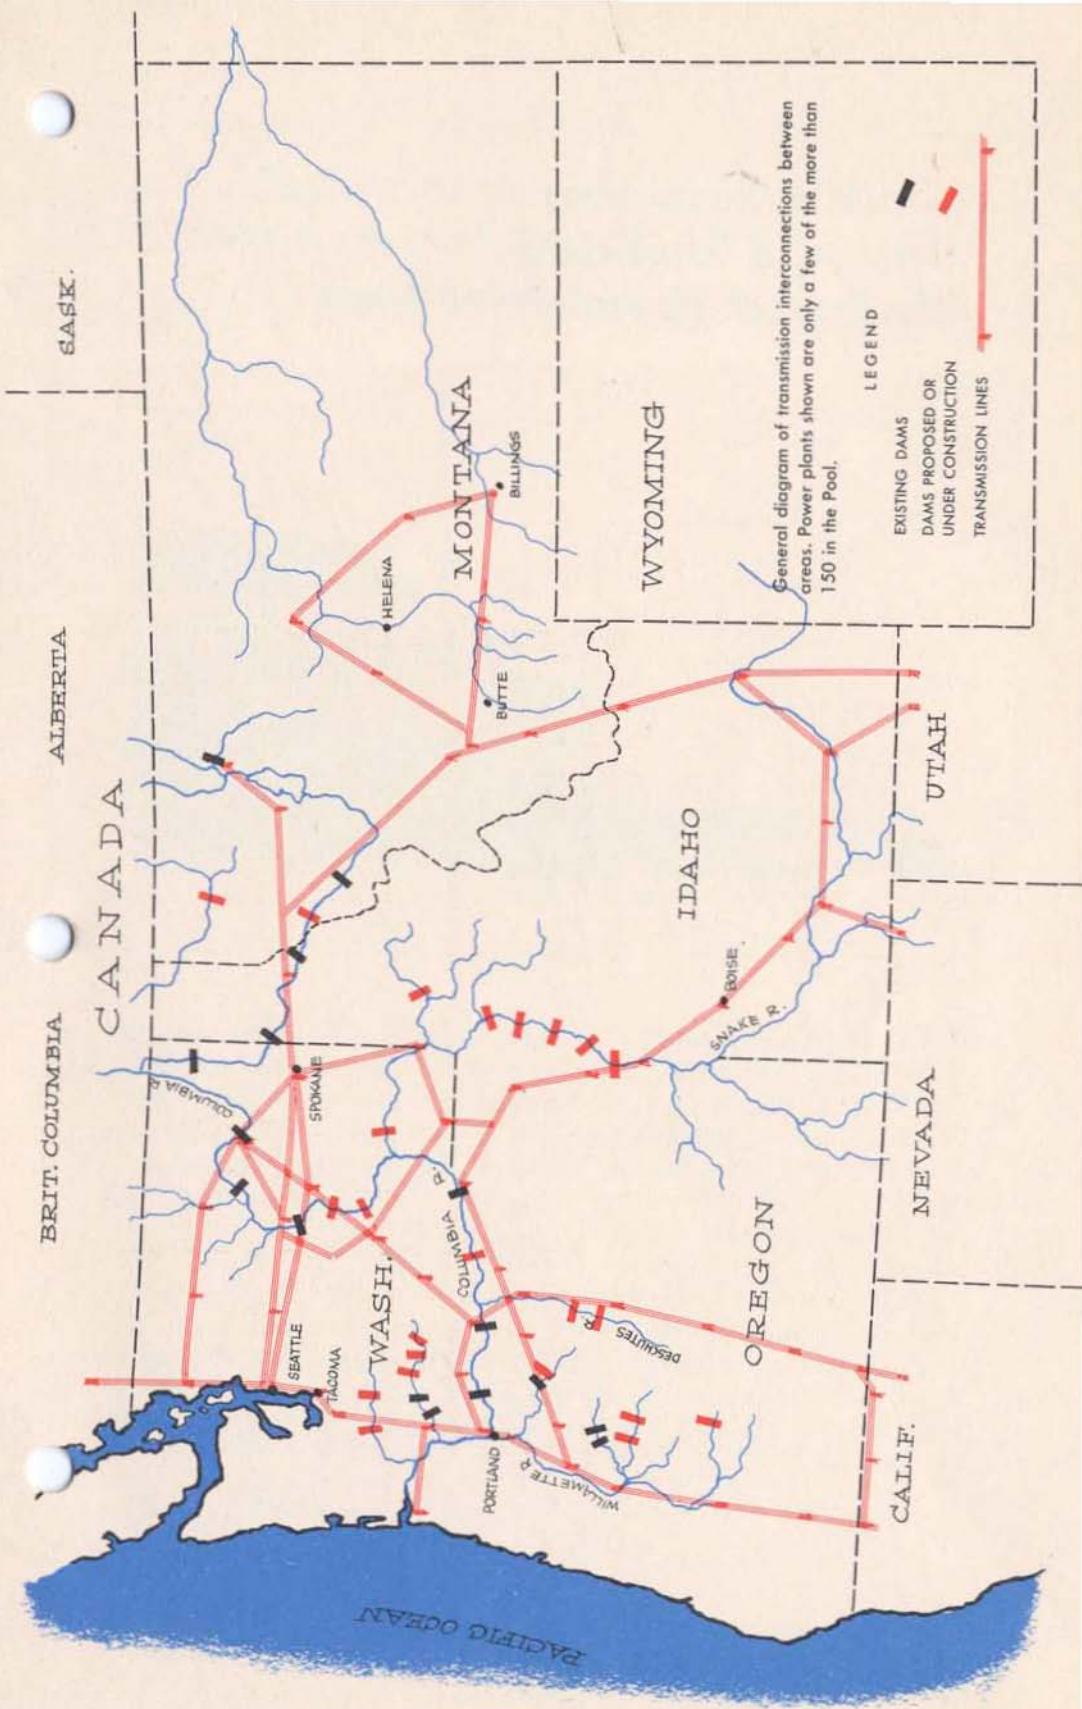 CANADA
BRIT. COLUMBIA
ALBERTA
SASK.
COLUMBIA R.
SPOKANE
SEATTLE
TACOMA
WASH.
COLUMBIA R.
PORTLAND
WILLAMETTE R.
DESCHUTES R.
OREGON
PACIFIC OCEAN
CALIF.
NEVADA
SNAKE R.
BOISE
IDAHO
UTAH
BUTTE
HELENA
MONTANA
BILLINGS
WYOMING
General diagram of transmission interconnections between
areas. Power plants shown are only a few of the more than
150 in the Pool.
LEGEND
EXISTING DAMS
DAMS PROPOSED OR
UNDER CONSTRUCTION
TRANSMISSION LINES